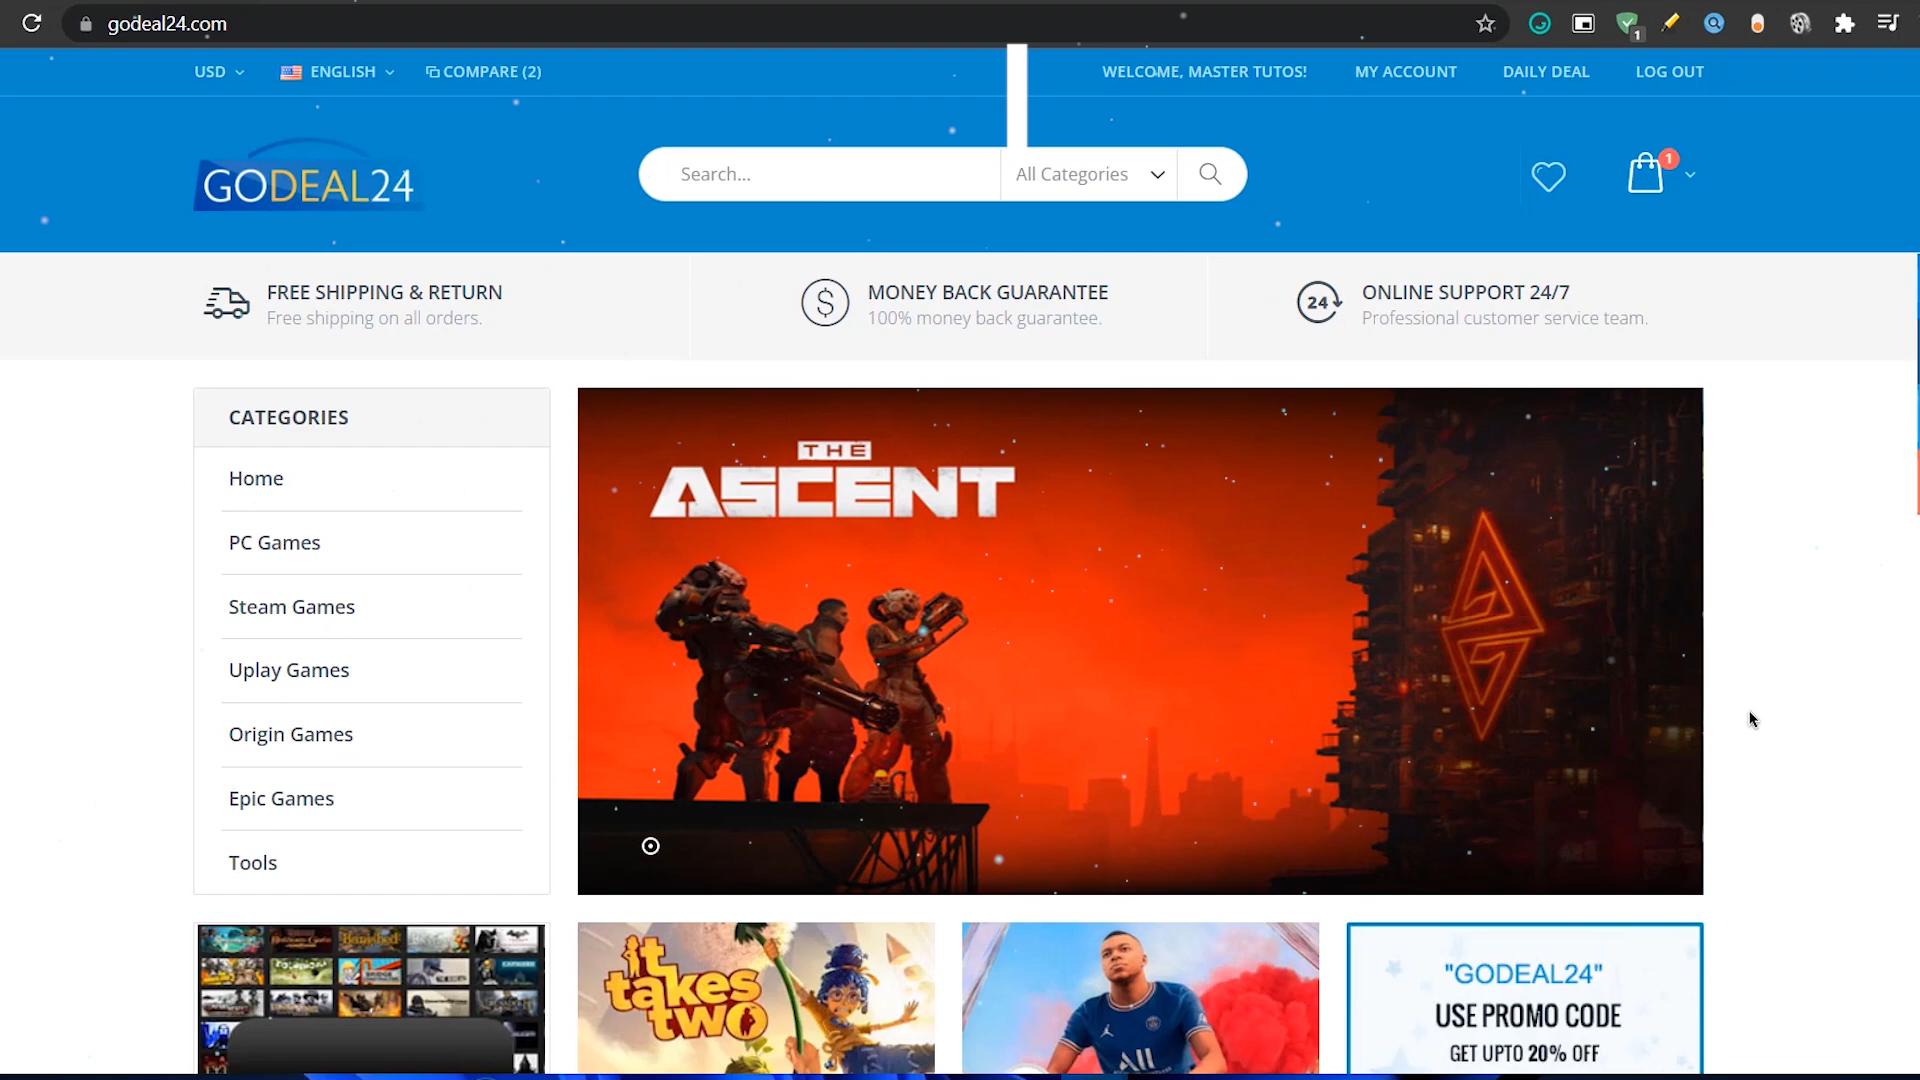 godeal24.com
1
USD
ENGLISH
COMPARE (2)
WELCOME, MASTER TUTOS!
MY ACCOUNT
DAILY DEAL
LOG OUT
GODEAL24
Search...
All Categories
1
FREE SHIPPING & RETURN
Free shipping on all orders.
$
MONEY BACK GUARANTEE
100% money back guarantee.
24
ONLINE SUPPORT 24/7
Professional customer service team.
CATEGORIES
Home
PC Games
Steam Games
Uplay Games
Origin Games
Epic Games
Tools
THE
ASCENT
it
takes
two
"GODEAL24"
USE PROMO CODE
GET UPTO 20% OFF